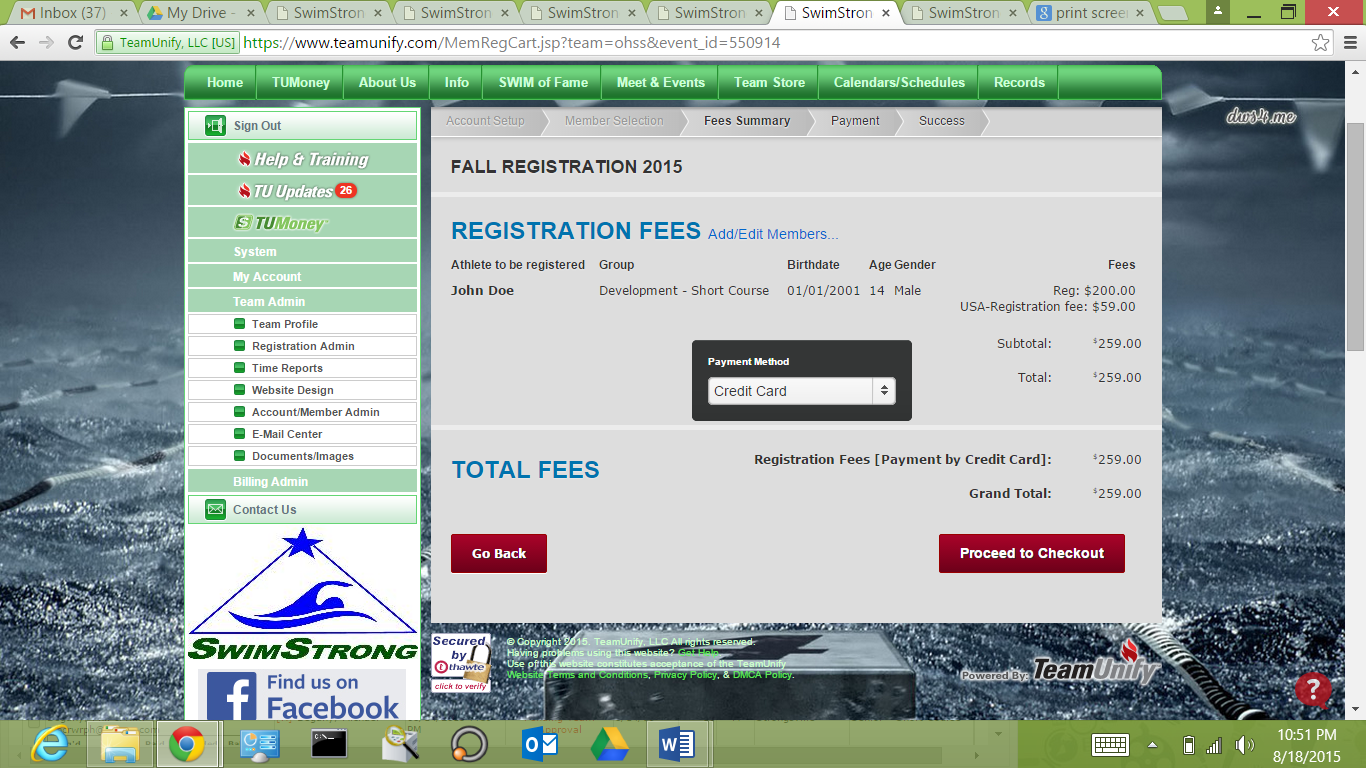 Inbox (37)
My Drive -
SwimStron
SwimStron
SwimStron
SwimStron
SwimStron
SwimStron
print scree
TeamUnify, LLC [US] https://www.teamunify.com/MemRegCart.jsp?team=ohss&event_id=550914
Home TUMoney About Us Info SWIM of Fame Meet & Events Team Store Calendars/Schedules Records
dws4.me
Sign Out
Help & Training
TU Updates 26
$ TUMoney
System
My Account
Team Admin
Team Profile
Registration Admin
Time Reports
Website Design
Account/Member Admin
E-Mail Center
Documents/Images
Billing Admin
Contact Us
SWIMSTRONG
Find us on
Facebook
Account Setup Member Selection Fees Summary Payment Success
FALL REGISTRATION 2015
REGISTRATION FEES Add/Edit Members...
Athlete to be registered Group Birthdate Age Gender Fees
John Doe Development - Short Course 01/01/2001 14 Male Reg: $200.00
USA-Registration fee: $59.00
Subtotal: $259.00
Total: $259.00
Payment Method
Credit Card
TOTAL FEES
Registration Fees [Payment by Credit Card]: $259.00
Grand Total: $259.00
Go Back
Proceed to Checkout
Secured
by
thawte
click to verify
© Copyright 2015, TeamUnify, LLC All rights reserved.
Having problems using this website? Get Help
Use of this website constitutes acceptance of the TeamUnify
Website Terms and Conditions, Privacy Policy, & DMCA Policy.
Powered By: TeamUnify
?
10:51 PM
8/18/2015